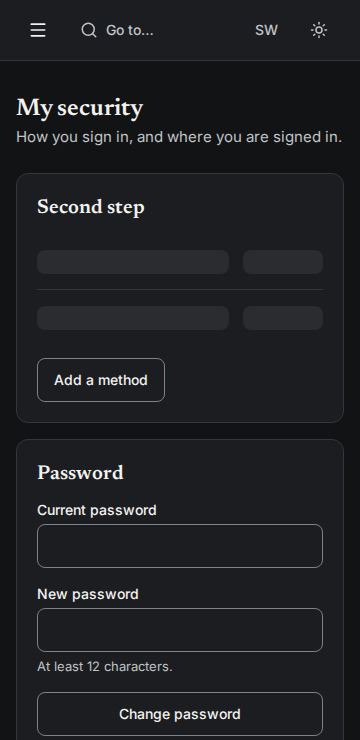 Go to...
SW
My security
How you sign in, and where you are signed in.
Second step
Add a method
Password
Current password
New password
At least 12 characters.
Change password